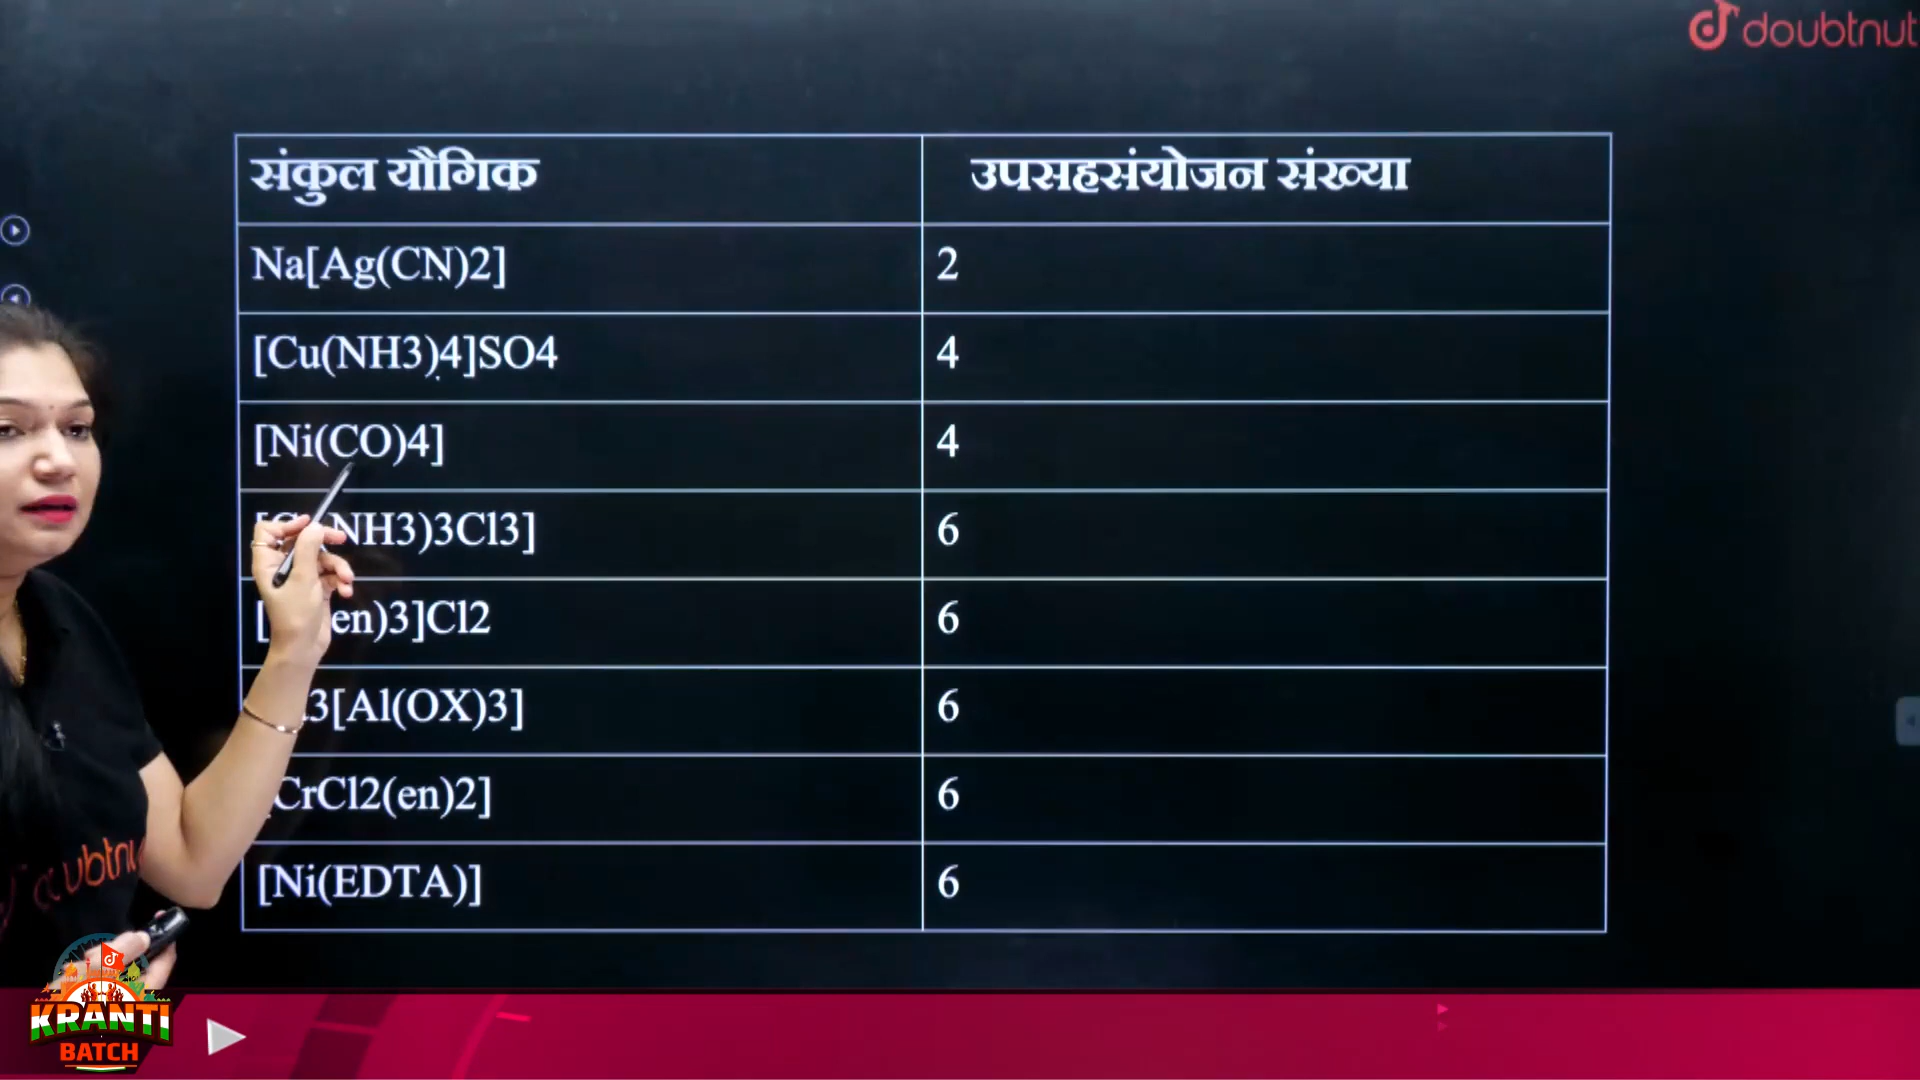 doubtnut
संकुल यौगिक उपसहसंयोजन संख्या
Na[Ag(CN)2] 2
[Cu(NH3)4]SO4 4
[Ni(CO)4] 4
NH3)3Cl3] 6
en)3]Cl2 6
3[Al(OX)3] 6
CrCl2(en)2] 6
[Ni(EDTA)] 6
KRANTI
BATCH